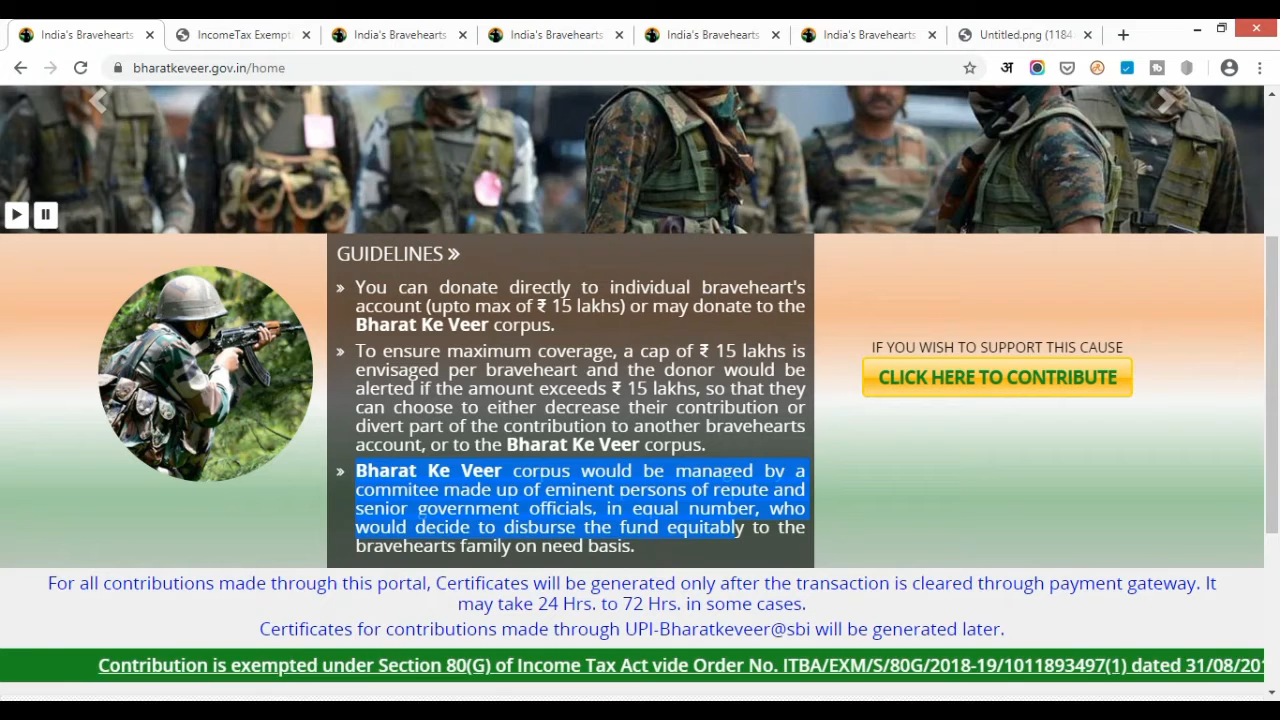 India's Bravehearts
IncomeTax Exempt
India's Bravehearts
India's Bravehearts
India's Bravehearts
India's Bravehearts
Untitled.png (1184
bharatkeveer.gov.in/home
अ
GUIDELINES »
» You can donate directly to individual braveheart's
account (upto max of ₹ 15 lakhs) or may donate to the
Bharat Ke Veer corpus.
» To ensure maximum coverage, a cap of ₹ 15 lakhs is
envisaged per braveheart and the donor would be
alerted if the amount exceeds ₹ 15 lakhs, so that they
can choose to either decrease their contribution or
divert part of the contribution to another bravehearts
account, or to the Bharat Ke Veer corpus.
» Bharat Ke Veer corpus would be managed by a
commitee made up of eminent persons of repute and
senior government officials, in equal number, who
would decide to disburse the fund equitably to the
bravehearts family on need basis.
IF YOU WISH TO SUPPORT THIS CAUSE
CLICK HERE TO CONTRIBUTE
For all contributions made through this portal, Certificates will be generated only after the transaction is cleared through payment gateway. It
may take 24 Hrs. to 72 Hrs. in some cases.
Certificates for contributions made through UPI-Bharatkeveer@sbi will be generated later.
Contribution is exempted under Section 80(G) of Income Tax Act vide Order No. ITBA/EXM/S/80G/2018-19/1011893497(1) dated 31/08/20